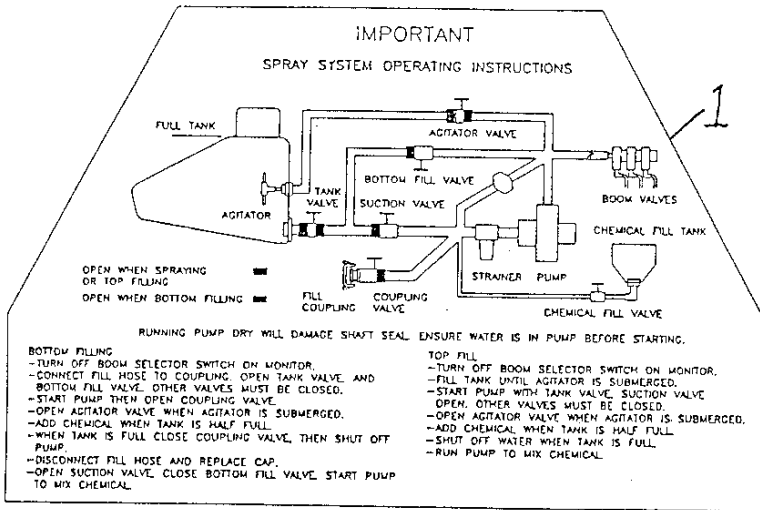 IMPORTANT
SPRAY SYSTEM OPERATING INSTRUCTIONS
1
FULL TANK
AGITATOR VALVE
BOTTOM FILL VALVE
BOOM VALVES
TANK
VALVE
SUCTION VALVE
AGITATOR
CHEMICAL FILL TANK
OPEN WHEN SPRAYING
OR TOP FILLING
STRAINER PUMP
OPEN WHEN BOTTOM FILLING
FILL
COUPLING
COUPLING
VALVE
CHEMICAL FILL VALVE
RUNNING PUMP DRY WILL DAMAGE SHAFT SEAL. ENSURE WATER IS IN PUMP BEFORE STARTING.
BOTTOM FILLING
-TURN OFF BOOM SELECTOR SWITCH ON MONITOR.
-CONNECT FILL HOSE TO COUPLING. OPEN TANK VALVE AND
BOTTOM FILL VALVE. OTHER VALVES MUST BE CLOSED.
-START PUMP THEN OPEN COUPLING VALVE.
-OPEN AGITATOR VALVE WHEN AGITATOR IS SUBMERGED.
-ADD CHEMICAL WHEN TANK IS HALF FULL.
-WHEN TANK IS FULL CLOSE COUPLING VALVE, THEN SHUT OFF
PUMP.
-DISCONNECT FILL HOSE AND REPLACE CAP.
-OPEN SUCTION VALVE. CLOSE BOTTOM FILL VALVE. START PUMP
TO MIX CHEMICAL.
TOP FILL
-TURN OFF BOOM SELECTOR SWITCH ON MONITOR.
-FILL TANK UNTIL AGITATOR IS SUBMERGED.
-START PUMP WITH TANK VALVE, SUCTION VALVE
OPEN. OTHER VALVES MUST BE CLOSED.
-OPEN AGITATOR VALVE WHEN AGITATOR IS SUBMERGED.
-ADD CHEMICAL WHEN TANK IS HALF FULL.
-SHUT OFF WATER WHEN TANK IS FULL.
-RUN PUMP TO MIX CHEMICAL.